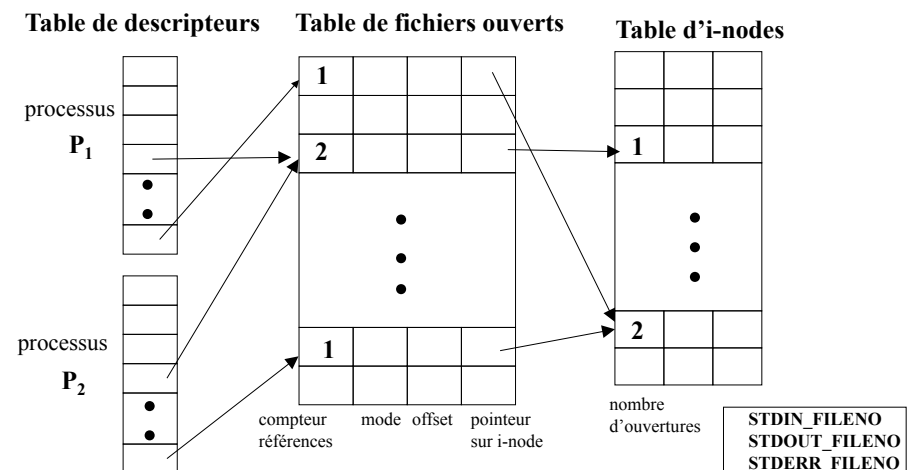 Table de descripteurs
Table de fichiers ouverts
Table d'i-nodes
processus
P1
1
2
1
1
2
processus
P2
compteur
références
mode
offset
pointeur
sur i-node
nombre
d'ouvertures
STDIN_FILENO
STDOUT_FILENO
STDERR_FILENO